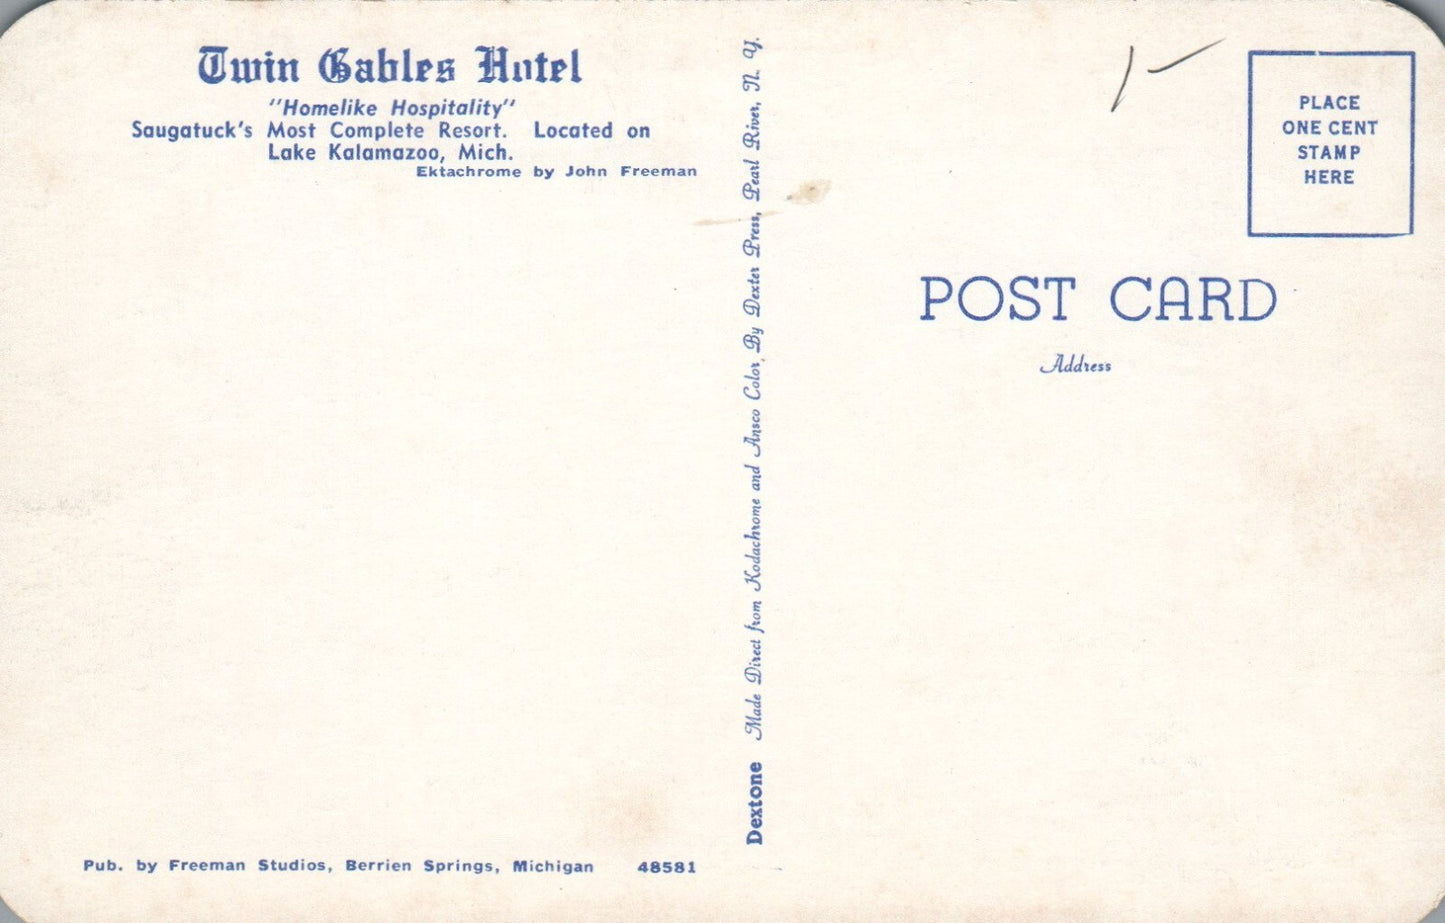 Twin Gables Hotel
"Homelike Hospitality"
Saugatuck's Most Complete Resort. Located on
Lake Kalamazoo, Mich.
Ektachrome by John Freeman
Pub. by Freeman Studios, Berrien Springs, Michigan 48581
Dextone Made Direct from Kodachrome and Ansco Color, By Dexter Press, Pearl River, N. Y.
1-
PLACE
ONE CENT
STAMP
HERE
POST CARD
Address